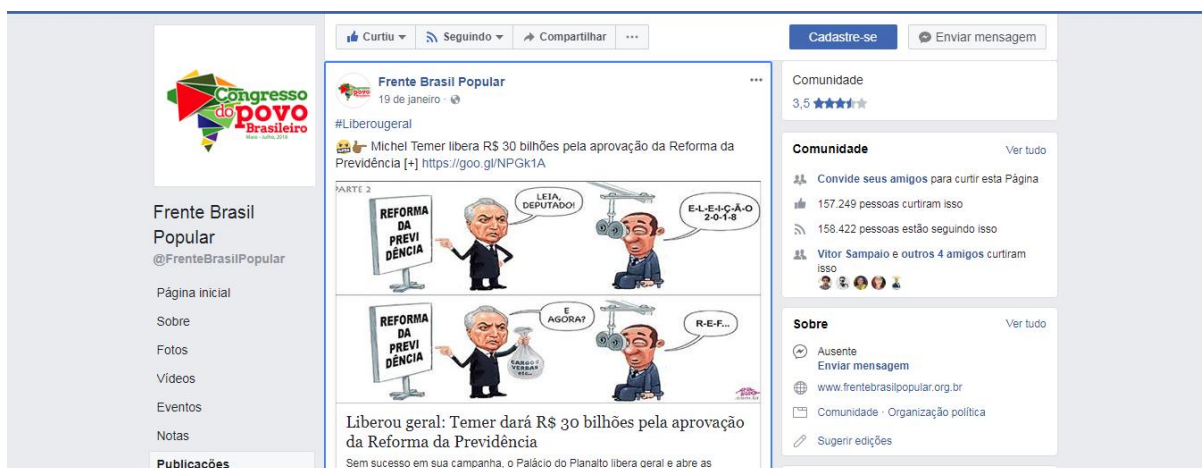 Congresso
do povo
Brasileiro
Maio - Julho, 2018
Frente Brasil
Popular
@FrenteBrasilPopular
Página inicial
Sobre
Fotos
Vídeos
Eventos
Notas
Publicações
Curtiu
Seguindo
Compartilhar
Frente Brasil Popular
19 de janeiro
#Liberougeral
Michel Temer libera R$ 30 bilhões pela aprovação da Reforma da
Previdência [+] https://goo.gl/NPGk1A
PARTE 2
REFORMA
DA
PREVI
DÊNCIA
LEIA,
DEPUTADO!
E-L-E-I-Ç-Ã-O
2-0-1-8
REFORMA
DA
PREVI
DÊNCIA
E
AGORA?
CARGOS
VERBAS
ETC...
R-E-F...
Liberou geral: Temer dará R$ 30 bilhões pela aprovação
da Reforma da Previdência
Sem sucesso em sua campanha, o Palácio do Planalto libera geral e abre as
Cadastre-se
Enviar mensagem
Comunidade
3,5
Comunidade
Ver tudo
Convide seus amigos para curtir esta Página
157.249 pessoas curtiram isso
158.422 pessoas estão seguindo isso
Vitor Sampaio e outros 4 amigos curtiram
isso
Sobre
Ver tudo
Ausente
Enviar mensagem
www.frentebrasilpopular.org.br
Comunidade · Organização política
Sugerir edições